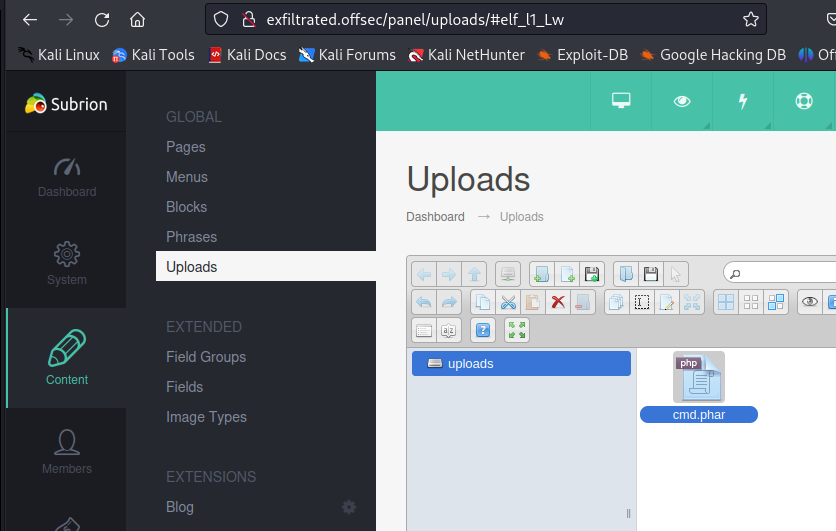 exfiltrated.offsec/panel/uploads/#elf_l1_Lw
Kali Linux Kali Tools Kali Docs Kali Forums Kali NetHunter Exploit-DB Google Hacking DB
Subrion
Dashboard
System
Content
Members
GLOBAL
Pages
Menus
Blocks
Phrases
Uploads
EXTENDED
Field Groups
Fields
Image Types
EXTENSIONS
Blog
Uploads
Dashboard → Uploads
uploads
php
cmd.phar